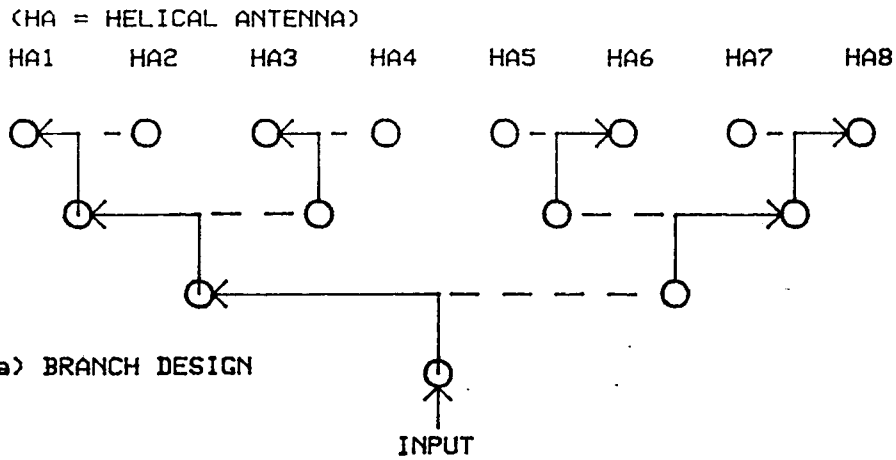 (HA = HELICAL ANTENNA)
HA1 HA2 HA3 HA4 HA5 HA6 HA7 HA8
a) BRANCH DESIGN
INPUT